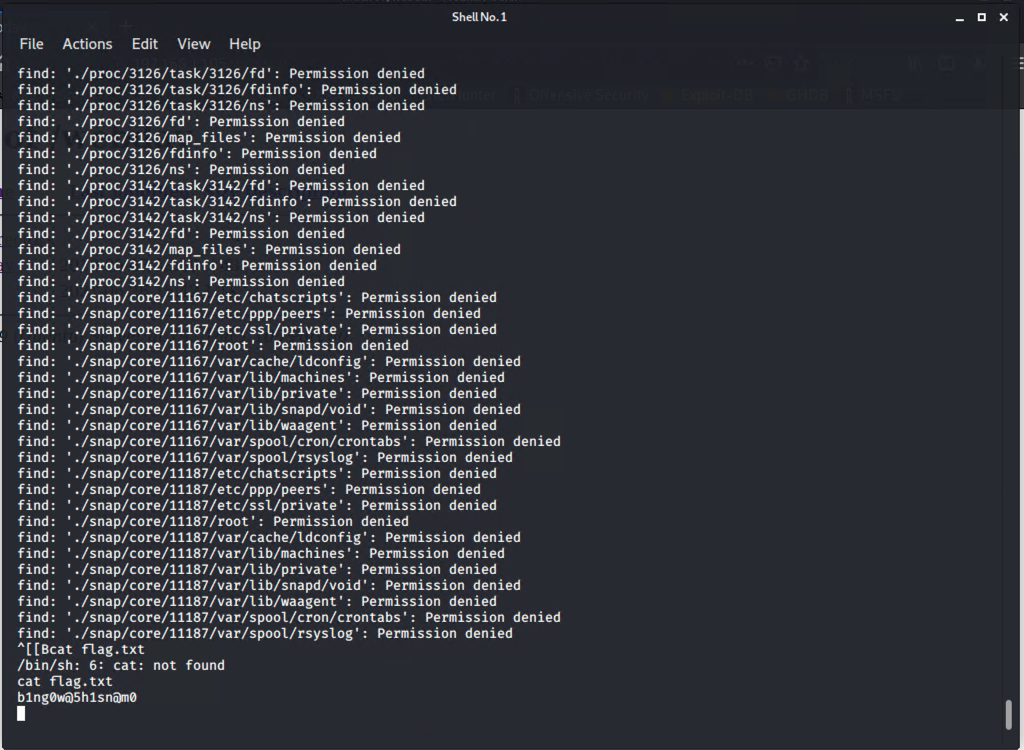 Shell No. 1
File Actions Edit View Help
find: './proc/3126/task/3126/fd': Permission denied
find: './proc/3126/task/3126/fdinfo': Permission denied
find: './proc/3126/task/3126/ns': Permission denied
find: './proc/3126/fd': Permission denied
find: './proc/3126/map_files': Permission denied
find: './proc/3126/fdinfo': Permission denied
find: './proc/3126/ns': Permission denied
find: './proc/3142/task/3142/fd': Permission denied
find: './proc/3142/task/3142/fdinfo': Permission denied
find: './proc/3142/task/3142/ns': Permission denied
find: './proc/3142/fd': Permission denied
find: './proc/3142/map_files': Permission denied
find: './proc/3142/fdinfo': Permission denied
find: './proc/3142/ns': Permission denied
find: './snap/core/11167/etc/chatscripts': Permission denied
find: './snap/core/11167/etc/ppp/peers': Permission denied
find: './snap/core/11167/etc/ssl/private': Permission denied
find: './snap/core/11167/root': Permission denied
find: './snap/core/11167/var/cache/ldconfig': Permission denied
find: './snap/core/11167/var/lib/machines': Permission denied
find: './snap/core/11167/var/lib/private': Permission denied
find: './snap/core/11167/var/lib/snapd/void': Permission denied
find: './snap/core/11167/var/lib/waagent': Permission denied
find: './snap/core/11167/var/spool/cron/crontabs': Permission denied
find: './snap/core/11167/var/spool/rsyslog': Permission denied
find: './snap/core/11187/etc/chatscripts': Permission denied
find: './snap/core/11187/etc/ppp/peers': Permission denied
find: './snap/core/11187/etc/ssl/private': Permission denied
find: './snap/core/11187/root': Permission denied
find: './snap/core/11187/var/cache/ldconfig': Permission denied
find: './snap/core/11187/var/lib/machines': Permission denied
find: './snap/core/11187/var/lib/private': Permission denied
find: './snap/core/11187/var/lib/snapd/void': Permission denied
find: './snap/core/11187/var/lib/waagent': Permission denied
find: './snap/core/11187/var/spool/cron/crontabs': Permission denied
find: './snap/core/11187/var/spool/rsyslog': Permission denied
^[[Bcat flag.txt
/bin/sh: 6: cat: not found
cat flag.txt
b1ng0w@5h1sn@m0